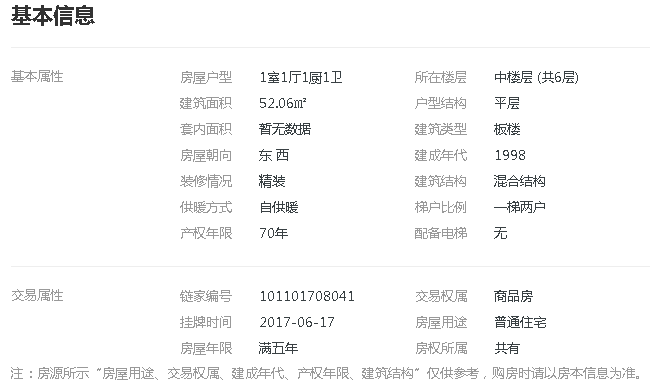 基本信息
基本属性 房屋户型 1室1厅1厨1卫 所在楼层 中楼层 (共6层)
建筑面积 52.06㎡ 户型结构 平层
套内面积 暂无数据 建筑类型 板楼
房屋朝向 东 西 建成年代 1998
装修情况 精装 建筑结构 混合结构
供暖方式 自供暖 梯户比例 一梯两户
产权年限 70年 配备电梯 无
交易属性 链家编号 101101708041 交易权属 商品房
挂牌时间 2017-06-17 房屋用途 普通住宅
房屋年限 满五年 房权所属 共有
注：房源所示“房屋用途、交易权属、建成年代、产权年限、建筑结构”仅供参考，购房时请以房本信息为准。